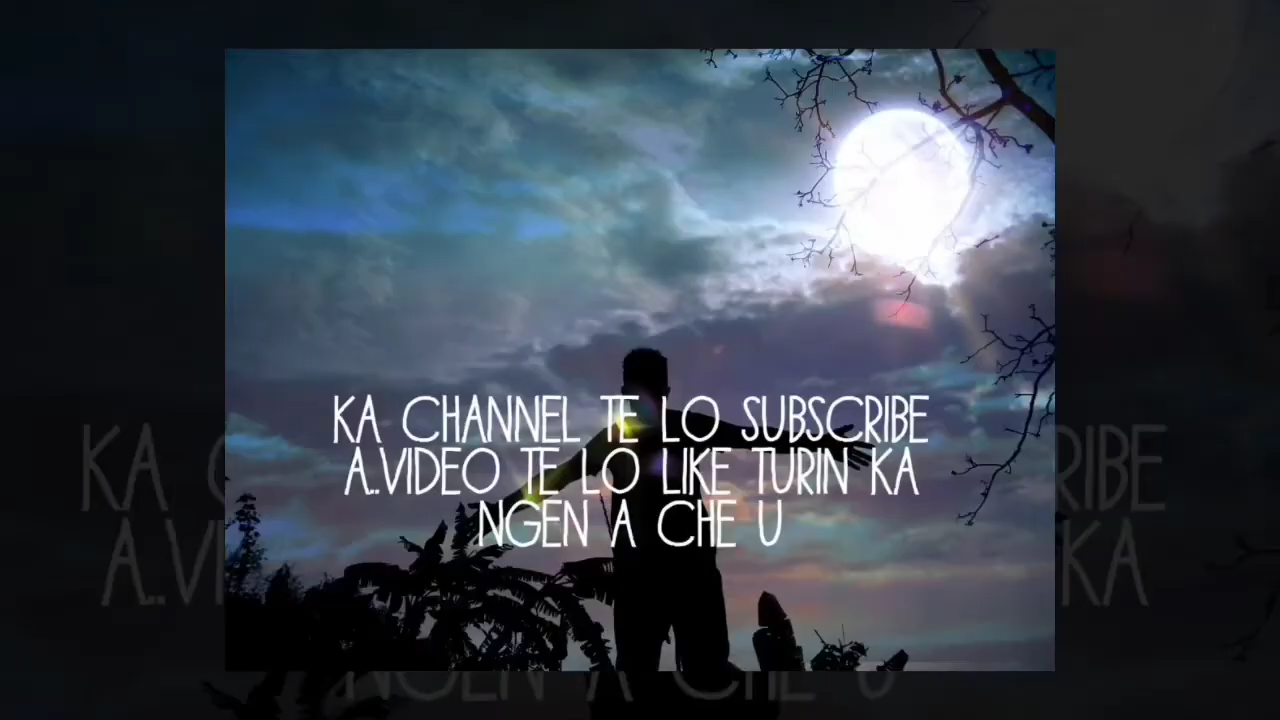 KA CHANNEL TE LO SUBSCRIBE
A..VIDEO TE LO LIKE TURIN KA
NGEN A CHE U